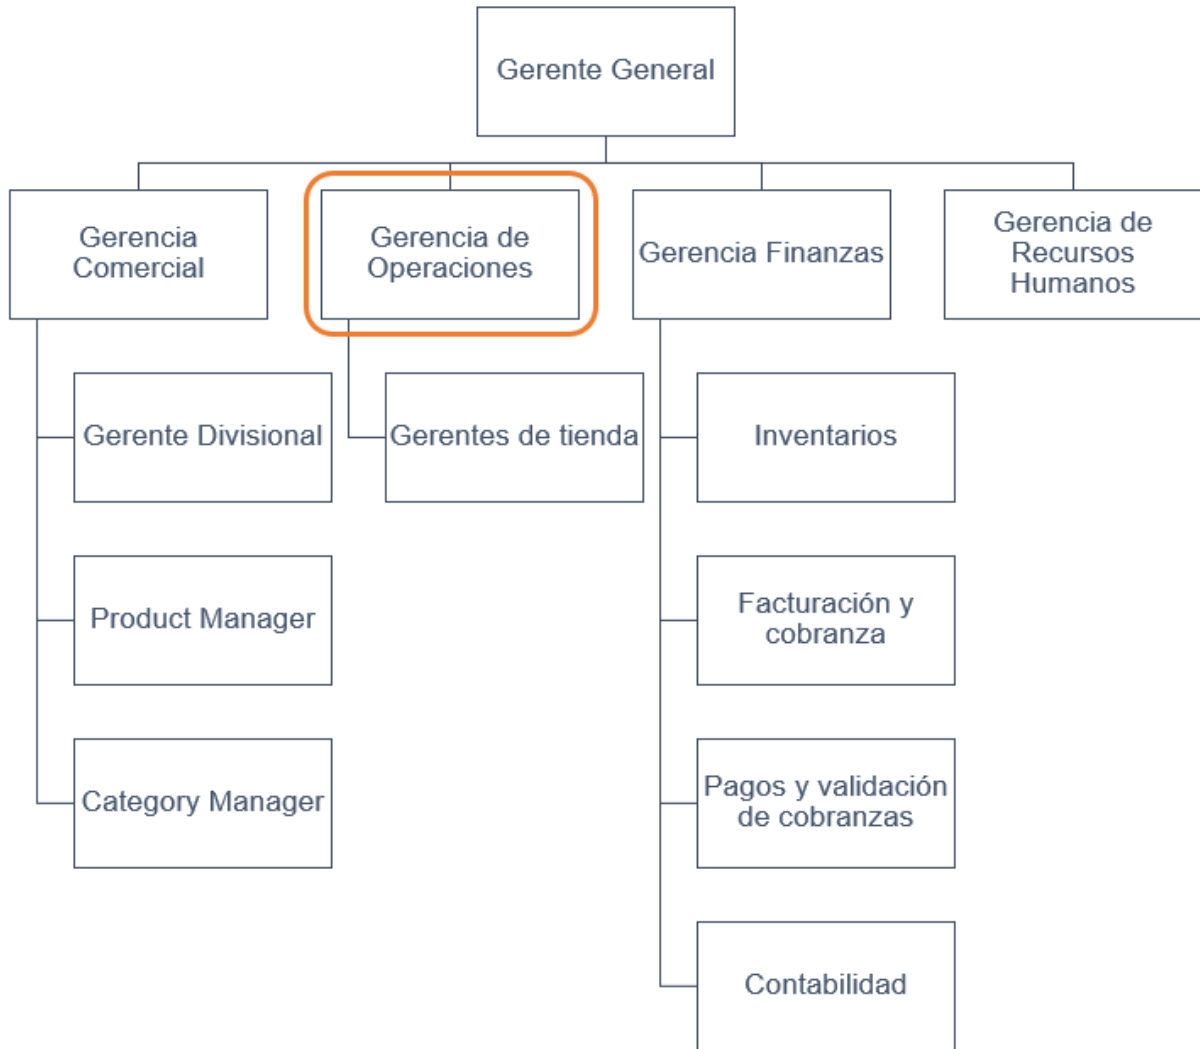 Gerente General
Gerencia
Comercial
Gerencia de
Operaciones
Gerencia Finanzas
Gerencia de
Recursos
Humanos
Gerente Divisional
Gerentes de tienda
Inventarios
Product Manager
Facturación y
cobranza
Category Manager
Pagos y validación
de cobranzas
Contabilidad